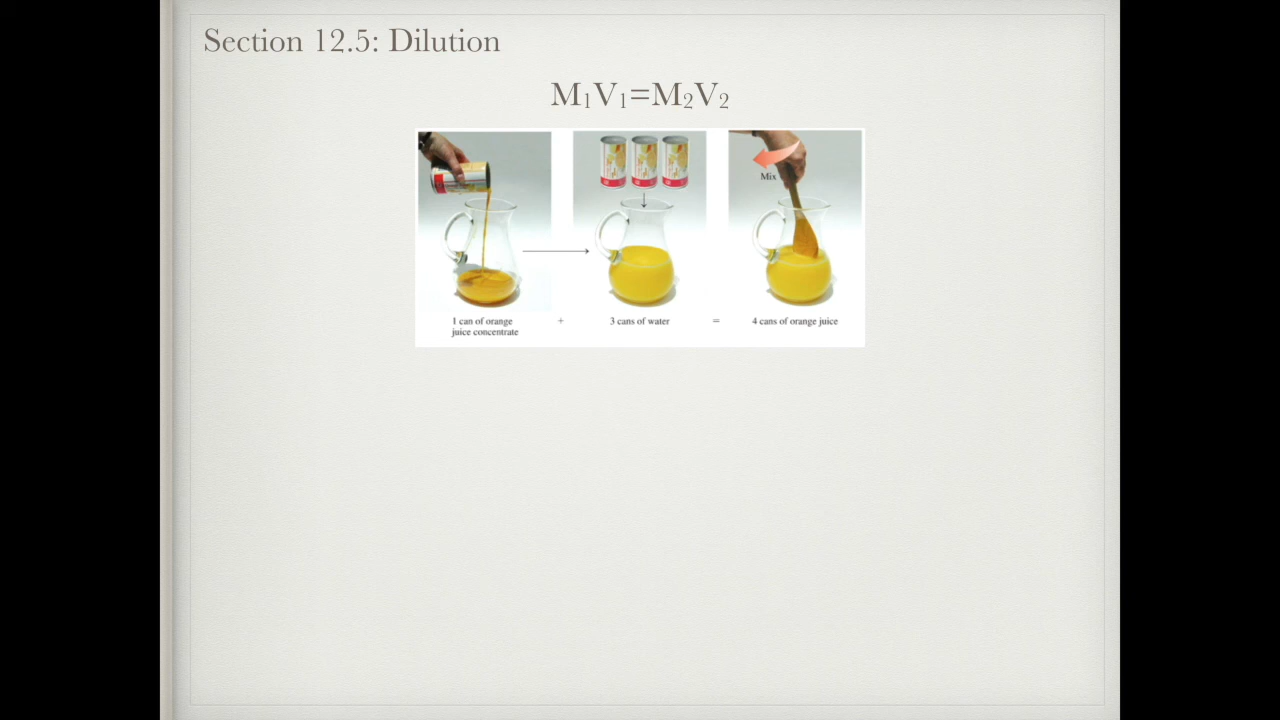 Section 12.5: Dilution
M₁V₁=M₂V₂
Mix
1 can of orange
juice concentrate
+
3 cans of water
=
4 cans of orange juice